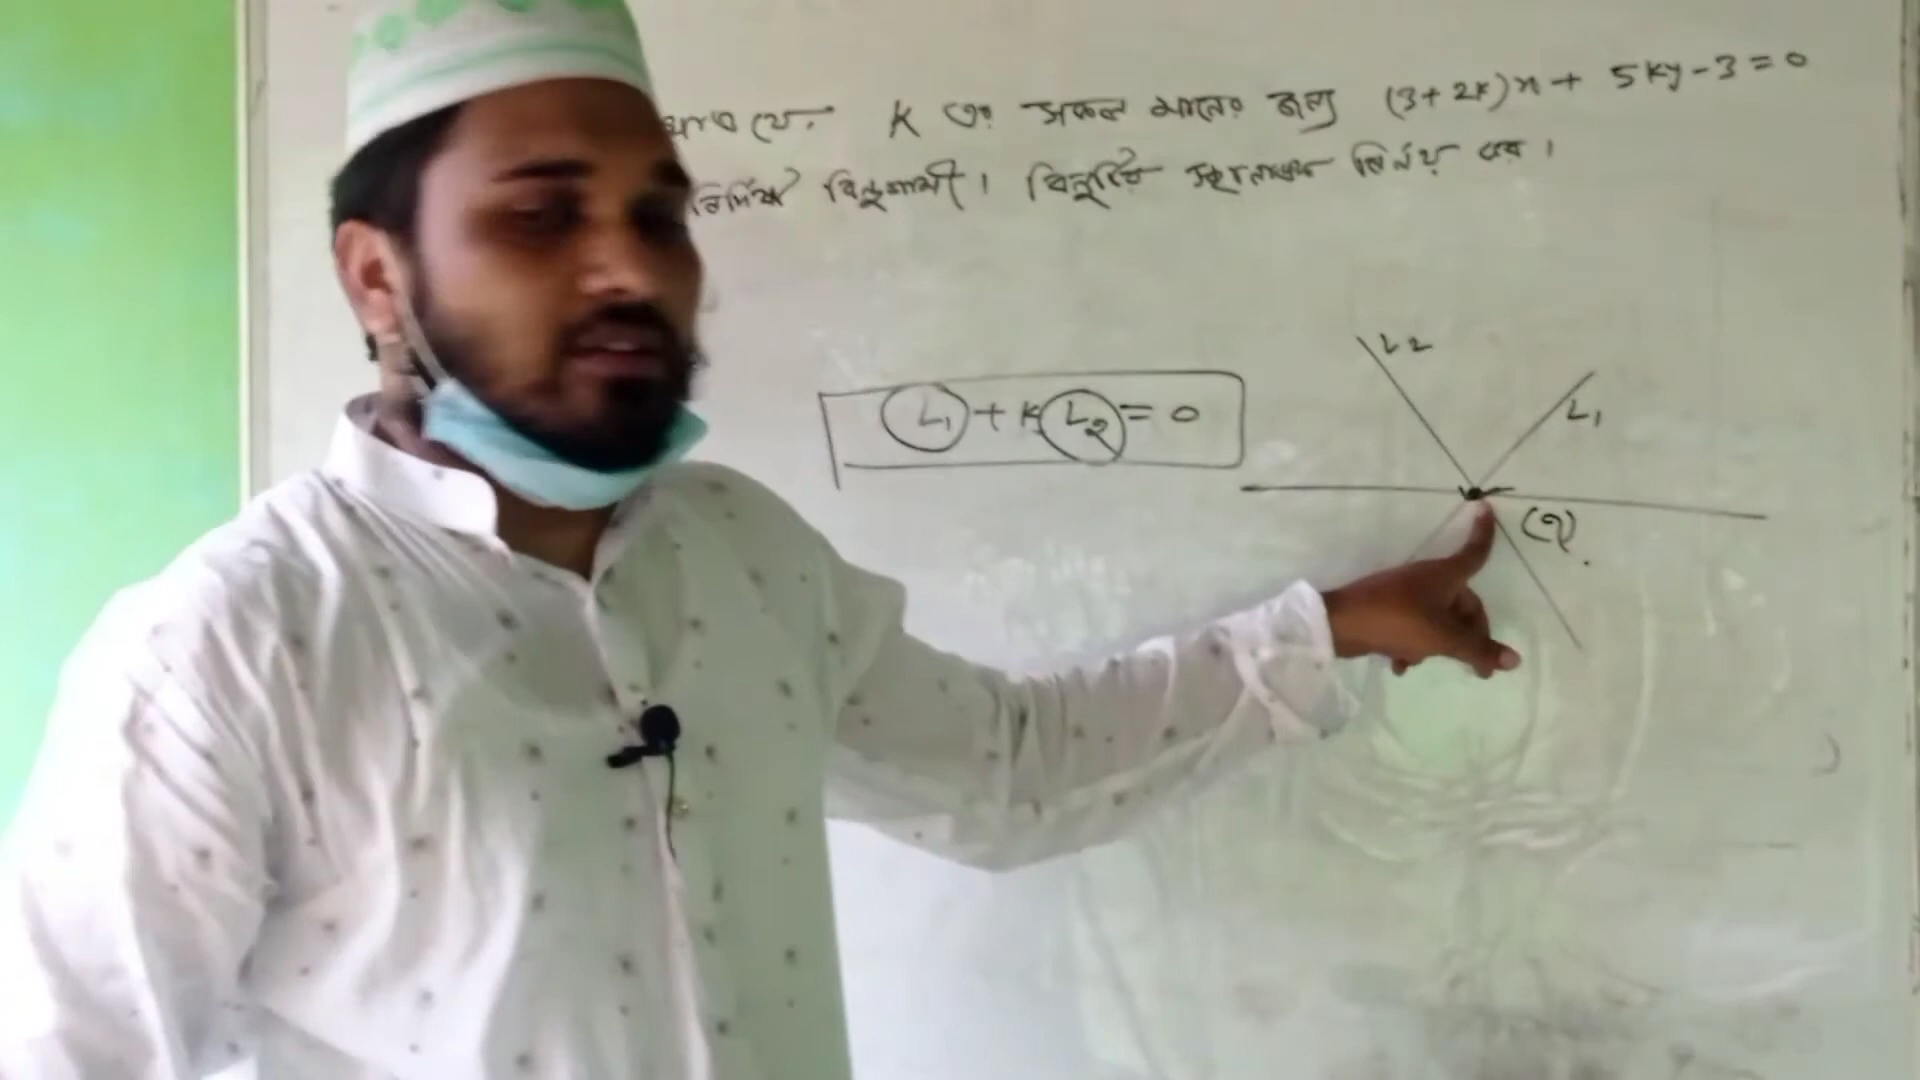 K এর সকল মানের জন্য (3+2k)x + 5ky-3=0
নির্দিষ্ট বিন্দুগামী। বিন্দুটির স্থানাঙ্ক নির্ণয় কর।
L2
L1
L1 + K L2 = 0